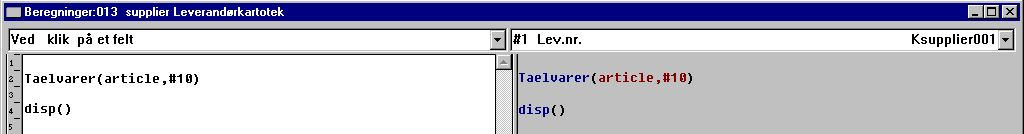 Beregninger:013 supplier Leverandørkartotek
Ved klik på et felt #1 Lev.nr. Ksupplier001
1
2 Taelvarer(article,#10) Taelvarer(article,#10)
3
4 disp() disp()
5